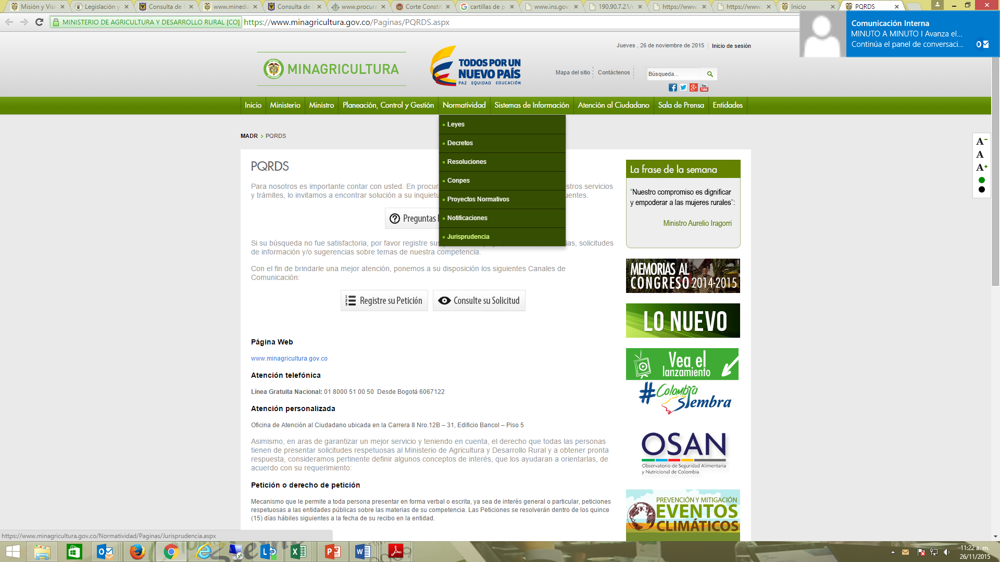 Misión y Visi
Legislación y
Consulta de
www.minedu
Consulta de
www.procura
Corte Constit
cartillas de p
www.ins.gov.
190.90.7.21/c
https://www.
https://www.
Inicio
PQRDS
MINISTERIO DE AGRICULTURA Y DESARROLLO RURAL [CO]
https://www.minagricultura.gov.co/Paginas/PQRDS.aspx
Comunicación Interna
MINUTO A MINUTO I Avanza el...
Continúa el panel de conversaci...
Jueves , 26 de noviembre de 2015
Inicio de sesión
MINAGRICULTURA
TODOS POR UN
NUEVO PAÍS
PAZ EQUIDAD EDUCACIÓN
Mapa del sitio
Contáctenos
Búsqueda...
You
Tube
Inicio
Ministerio
Ministro
Planeación, Control y Gestión
Normatividad
Sistemas de Información
Atención al Ciudadano
Sala de Prensa
Entidades
Leyes
Decretos
Resoluciones
Conpes
Proyectos Normativos
Notificaciones
Jurisprudencia
MADR > PQRDS
A-
A
A+
PQRDS
Para nosotros es importante contar con usted. En procur
stros servicios
y trámites, lo invitamos a encontrar solución a su inquietu
uentes.
Preguntas
Si su búsqueda no fue satisfactoria, por favor registre sus
ias, solicitudes
de información y/o sugerencias sobre temas de nuestra competencia.
Con el fin de brindarle una mejor atención, ponemos a su disposición los siguientes Canales de
Comunicación:
1 2 3 Registre su Petición
Consulte su Solicitud
Página Web
www.minagricultura.gov.co
Atención telefónica
Línea Gratuita Nacional: 01 8000 51 00 50 Desde Bogotá 6067122
Atención personalizada
Oficina de Atención al Ciudadano ubicada en la Carrera 8 Nro.12B – 31, Edificio Bancol – Piso 5
Asimismo, en aras de garantizar un mejor servicio y teniendo en cuenta, el derecho que todas las personas
tienen de presentar solicitudes respetuosas al Ministerio de Agricultura y Desarrollo Rural y a obtener pronta
respuesta, consideramos pertinente definir algunos conceptos de interés, que los ayudaran a orientarlas, de
acuerdo con su requerimiento:
Petición o derecho de petición
Mecanismo que le permite a toda persona presentar en forma verbal o escrita, ya sea de interés general o particular, peticiones
respetuosas a las entidades públicas sobre las materias de su competencia. Las Peticiones se resolverán dentro de los quince
(15) días hábiles siguientes a la fecha de su recibo en la entidad.
La frase de la semana
“Nuestro compromiso es dignificar
y empoderar a las mujeres rurales”:
Ministro Aurelio Iragorri
MEMORIAS AL
CONGRESO 2014-2015
LO NUEVO
Vea el
lanzamiento
#Colombia
Siembra
OSAN
Observatorio de Seguridad Alimentaria
y Nutricional de Colombia
PREVENCIÓN Y MITIGACIÓN
EVENTOS
CLIMÁTICOS
https://www.minagricultura.gov.co/Normatividad/Paginas/Jurisprudencia.aspx
11:22 a. m.
26/11/2015